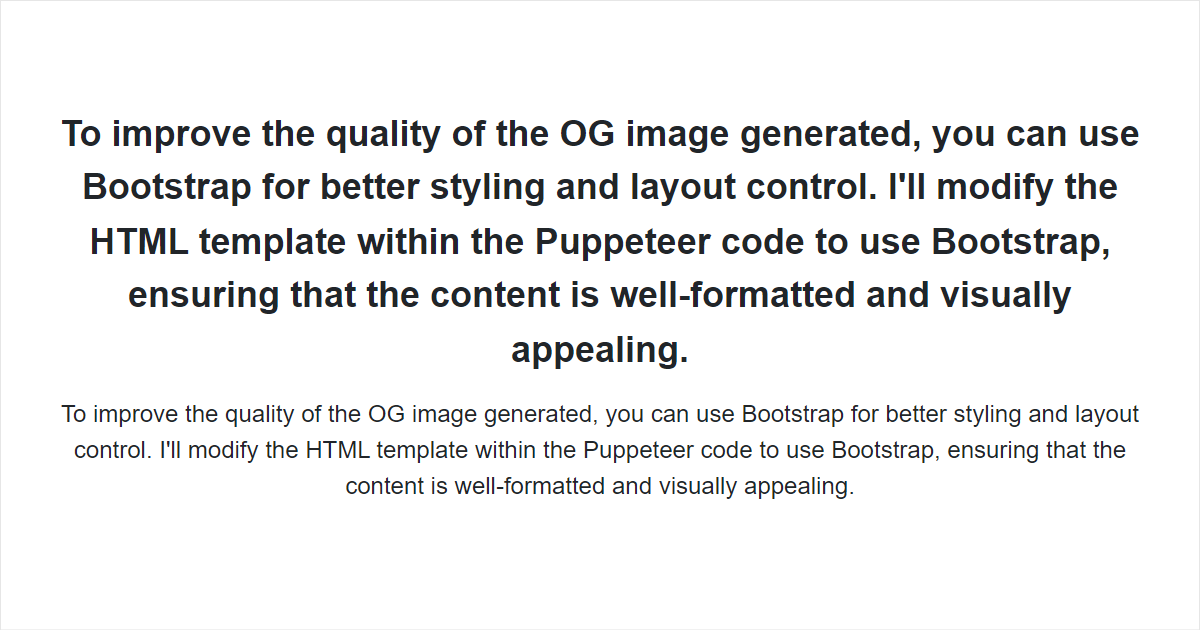 To improve the quality of the OG image generated, you can use
Bootstrap for better styling and layout control. I'll modify the
HTML template within the Puppeteer code to use Bootstrap,
ensuring that the content is well-formatted and visually
appealing.
To improve the quality of the OG image generated, you can use Bootstrap for better styling and layout
control. I'll modify the HTML template within the Puppeteer code to use Bootstrap, ensuring that the
content is well-formatted and visually appealing.